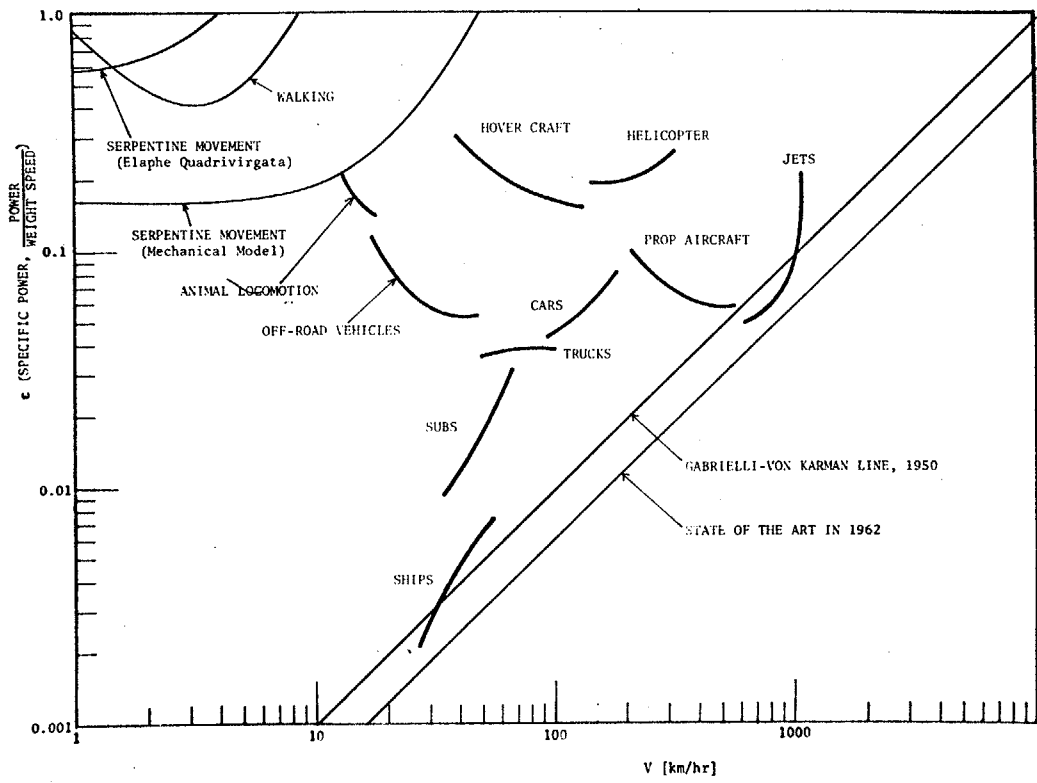 1.0
WALKING
HOVER CRAFT
HELICOPTER
SERPENTINE MOVEMENT
(Elaphe Quadrivirgata)
JETS
ε (SPECIFIC POWER, POWER / WEIGHT SPEED)
SERPENTINE MOVEMENT
(Mechanical Model)
PROP AIRCRAFT
0.1
ANIMAL LOCOMOTION
CARS
OFF-ROAD VEHICLES
TRUCKS
SUBS
GABRIELLI-VON KARMAN LINE, 1950
0.01
STATE OF THE ART IN 1962
SHIPS
0.001
1
10
100
1000
V [km/hr]